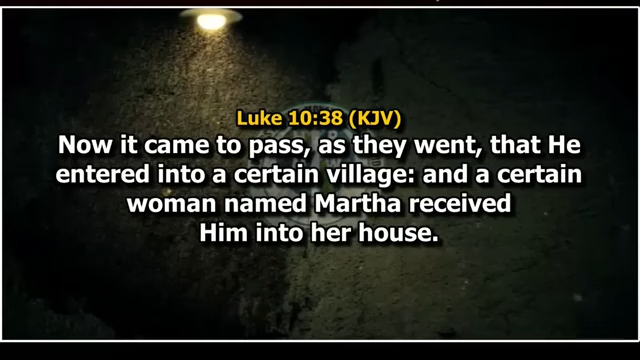 Luke 10:38 (KJV)
Now it came to pass, as they went, that He
entered into a certain village: and a certain
woman named Martha received
Him into her house.